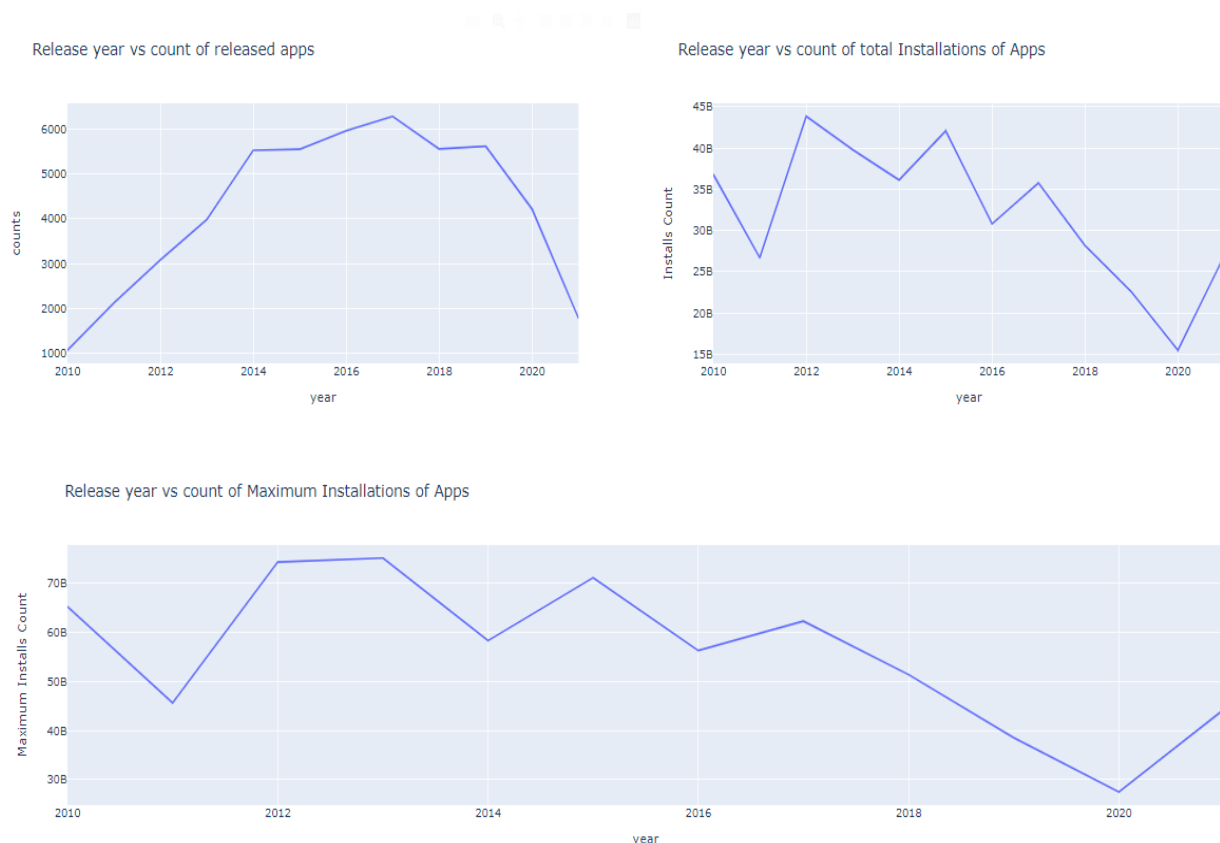 Release year vs count of released apps
counts
6000
5000
4000
3000
2000
1000
2010
2012
2014
2016
2018
2020
year
Release year vs count of total Installations of Apps
Installs Count
45B
40B
35B
30B
25B
20B
15B
2010
2012
2014
2016
2018
2020
year
Release year vs count of Maximum Installations of Apps
Maximum Installs Count
70B
60B
50B
40B
30B
2010
2012
2014
2016
2018
2020
year